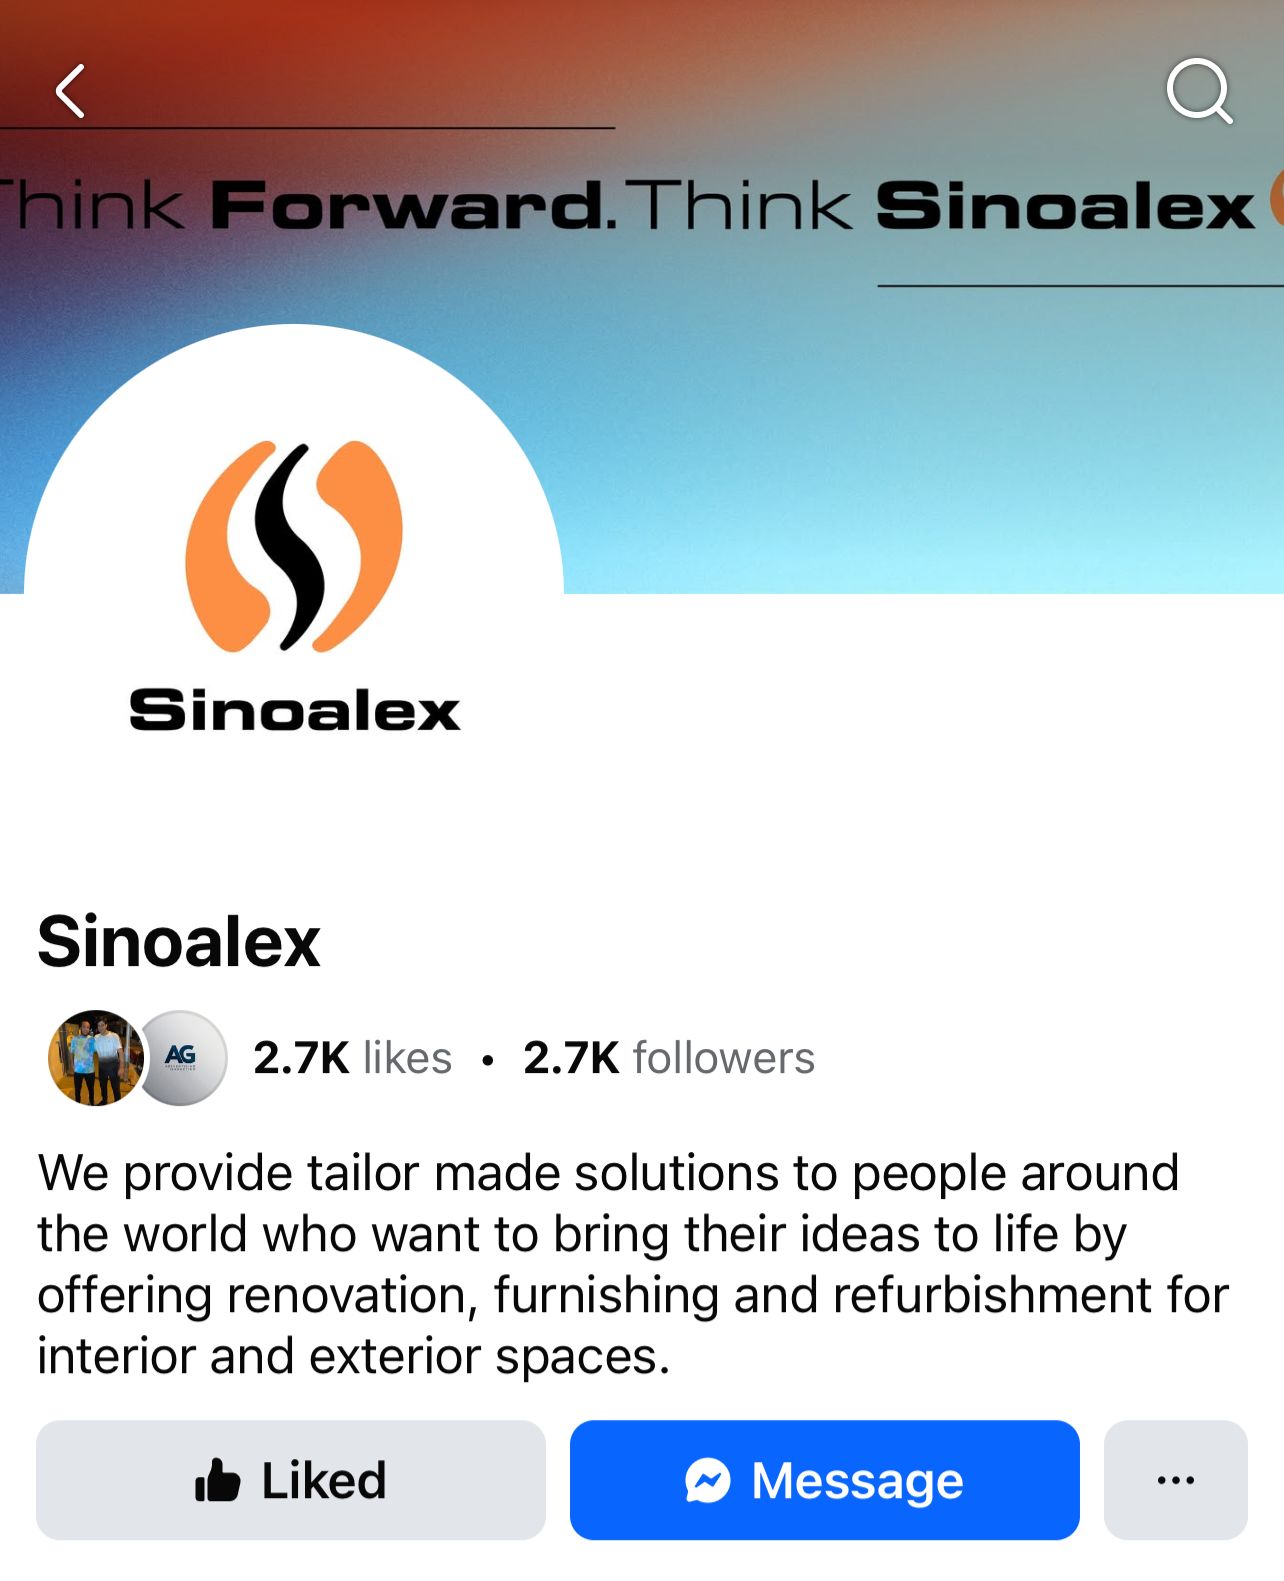 Think Forward. Think Sinoalex
Sinoalex
Sinoalex
AG
2.7K likes • 2.7K followers
We provide tailor made solutions to people around
the world who want to bring their ideas to life by
offering renovation, furnishing and refurbishment for
interior and exterior spaces.
Liked
Message